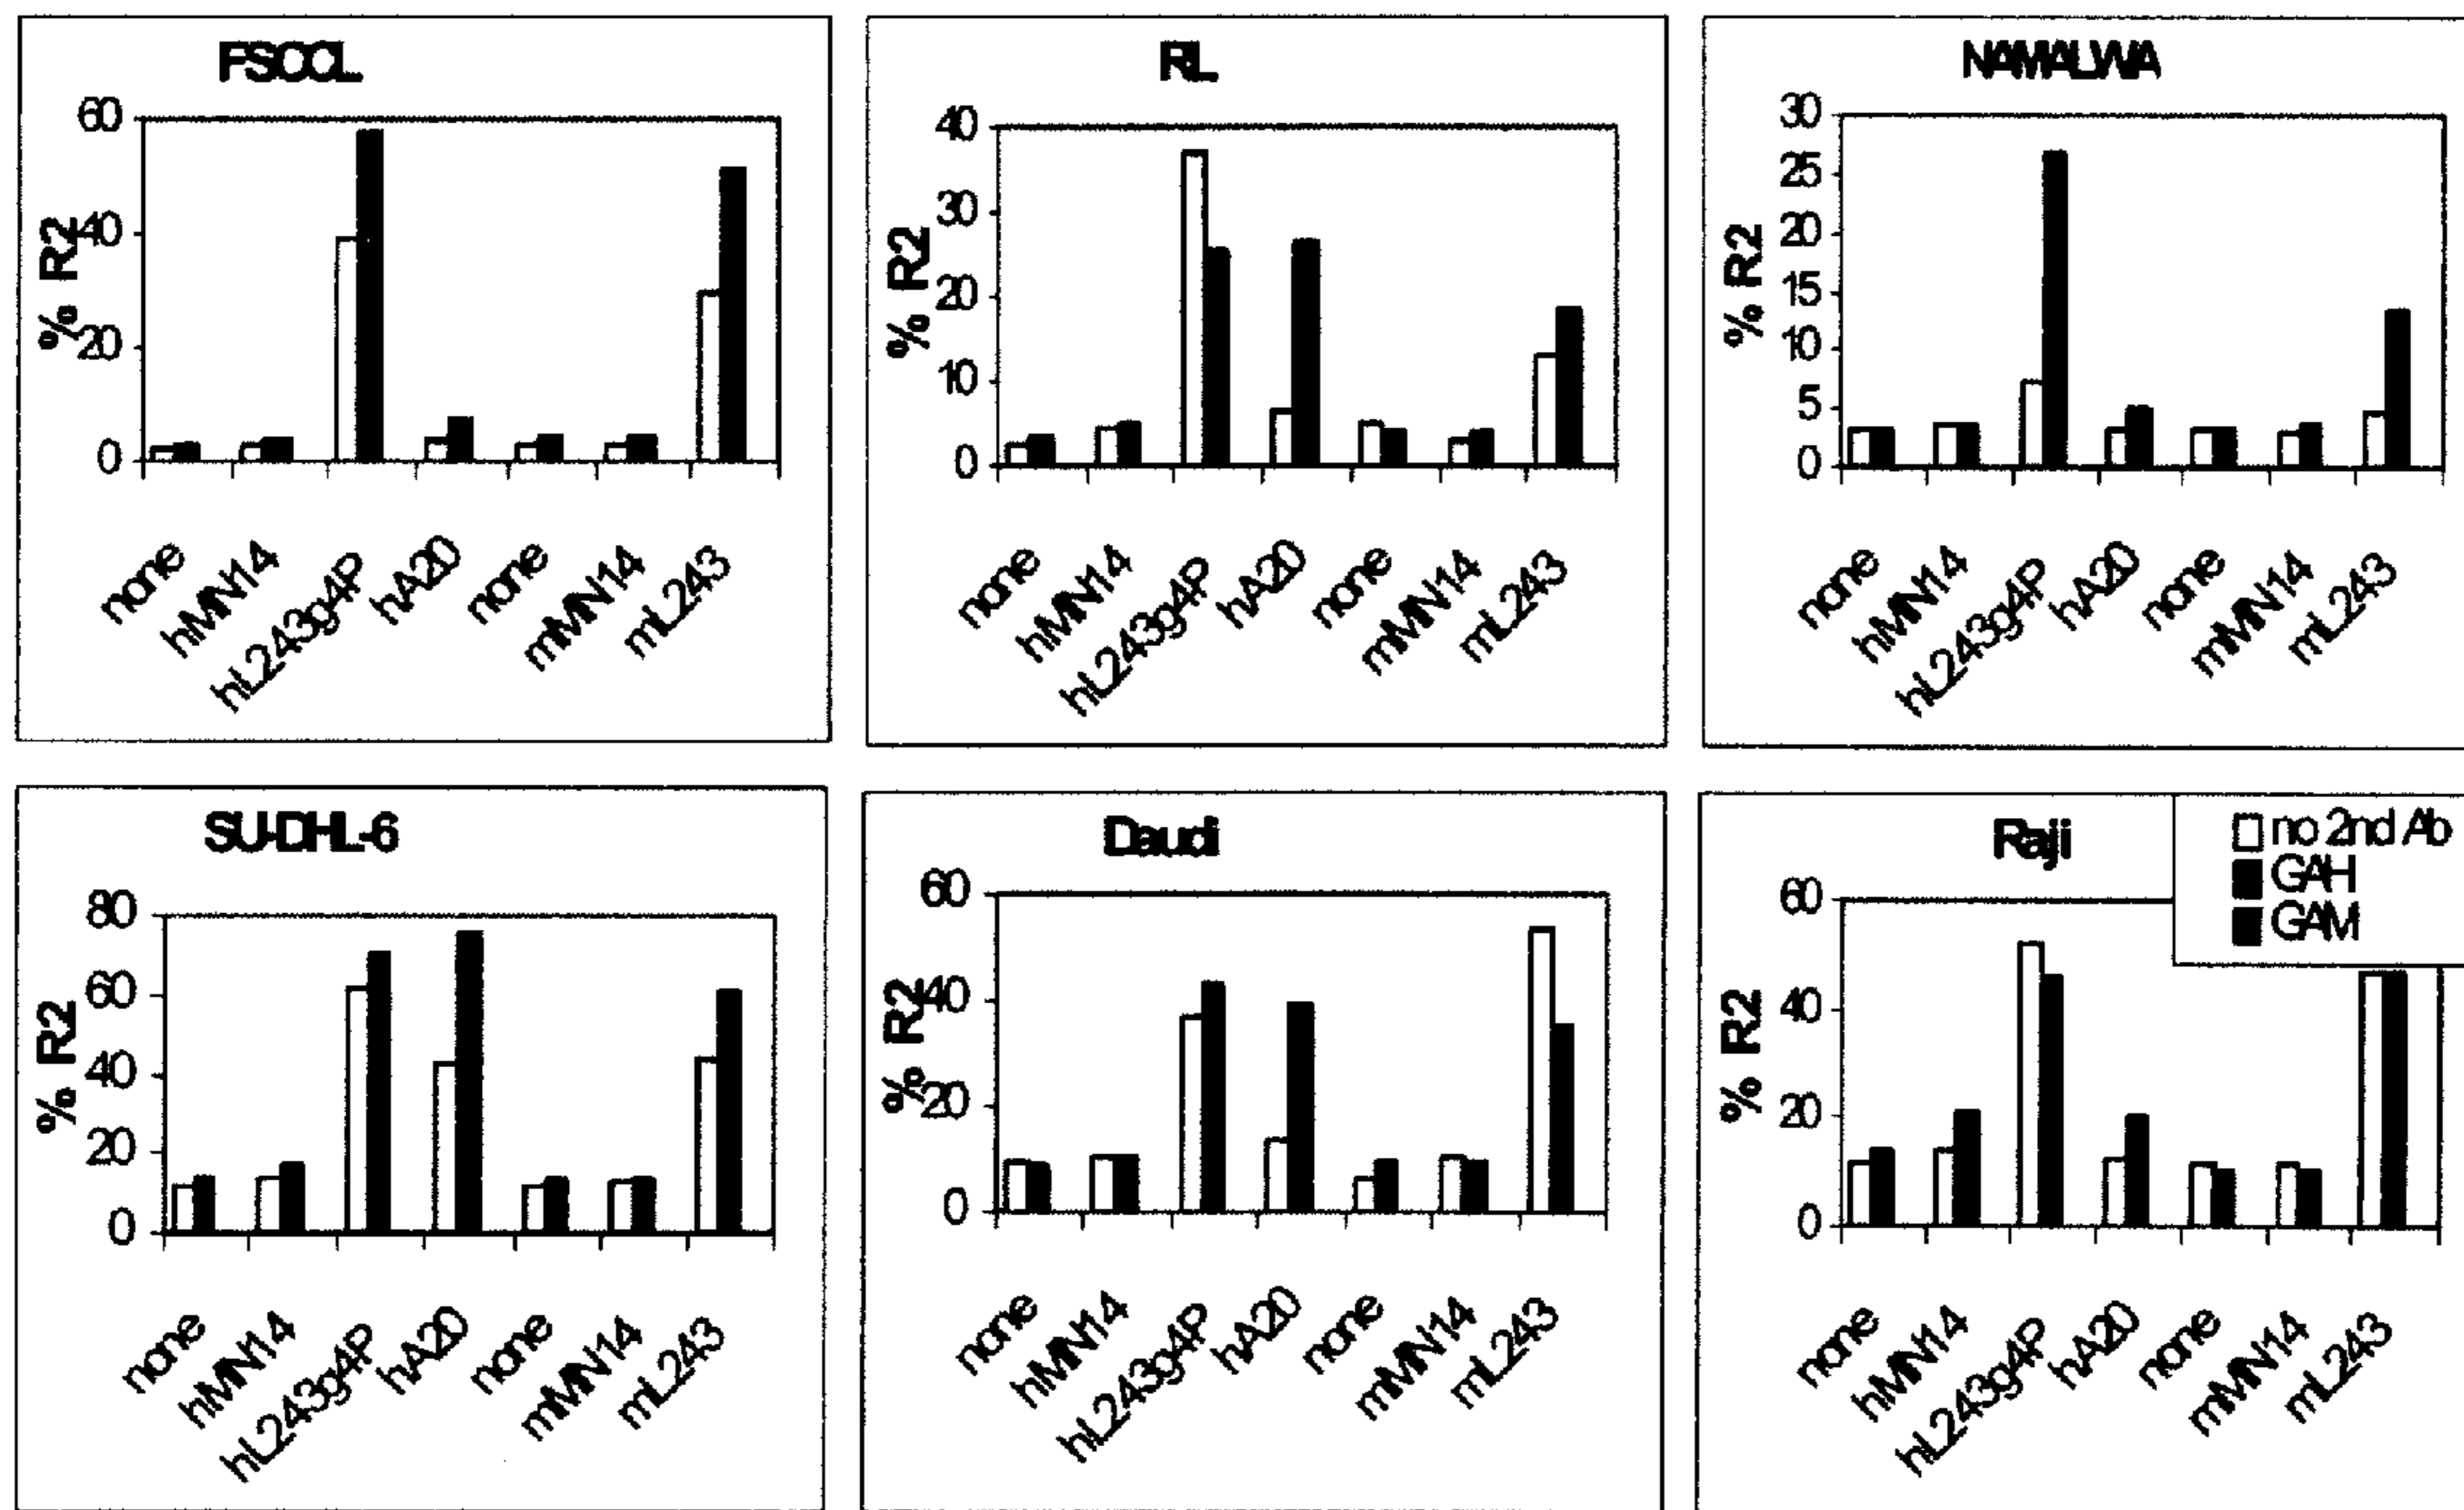 FSCCL
60
40
20
0
% R2
none
hMN14
hL243g4P
hA20
none
mMN14
mL243
RL
40
30
20
10
0
% R2
none
hMN14
hL243g4P
hA20
none
mMN14
mL243
NAMALWA
30
25
20
15
10
5
0
% R2
none
hMN14
hL243g4P
hA20
none
mMN14
mL243
SU-DHL-6
80
60
40
20
0
% R2
none
hMN14
hL243g4P
hA20
none
mMN14
mL243
Daudi
60
40
20
0
% R2
none
hMN14
hL243g4P
hA20
none
mMN14
mL243
Raji
no 2nd Ab
GAH
GAM
60
40
20
0
% R2
none
hMN14
hL243g4P
hA20
none
mMN14
mL243